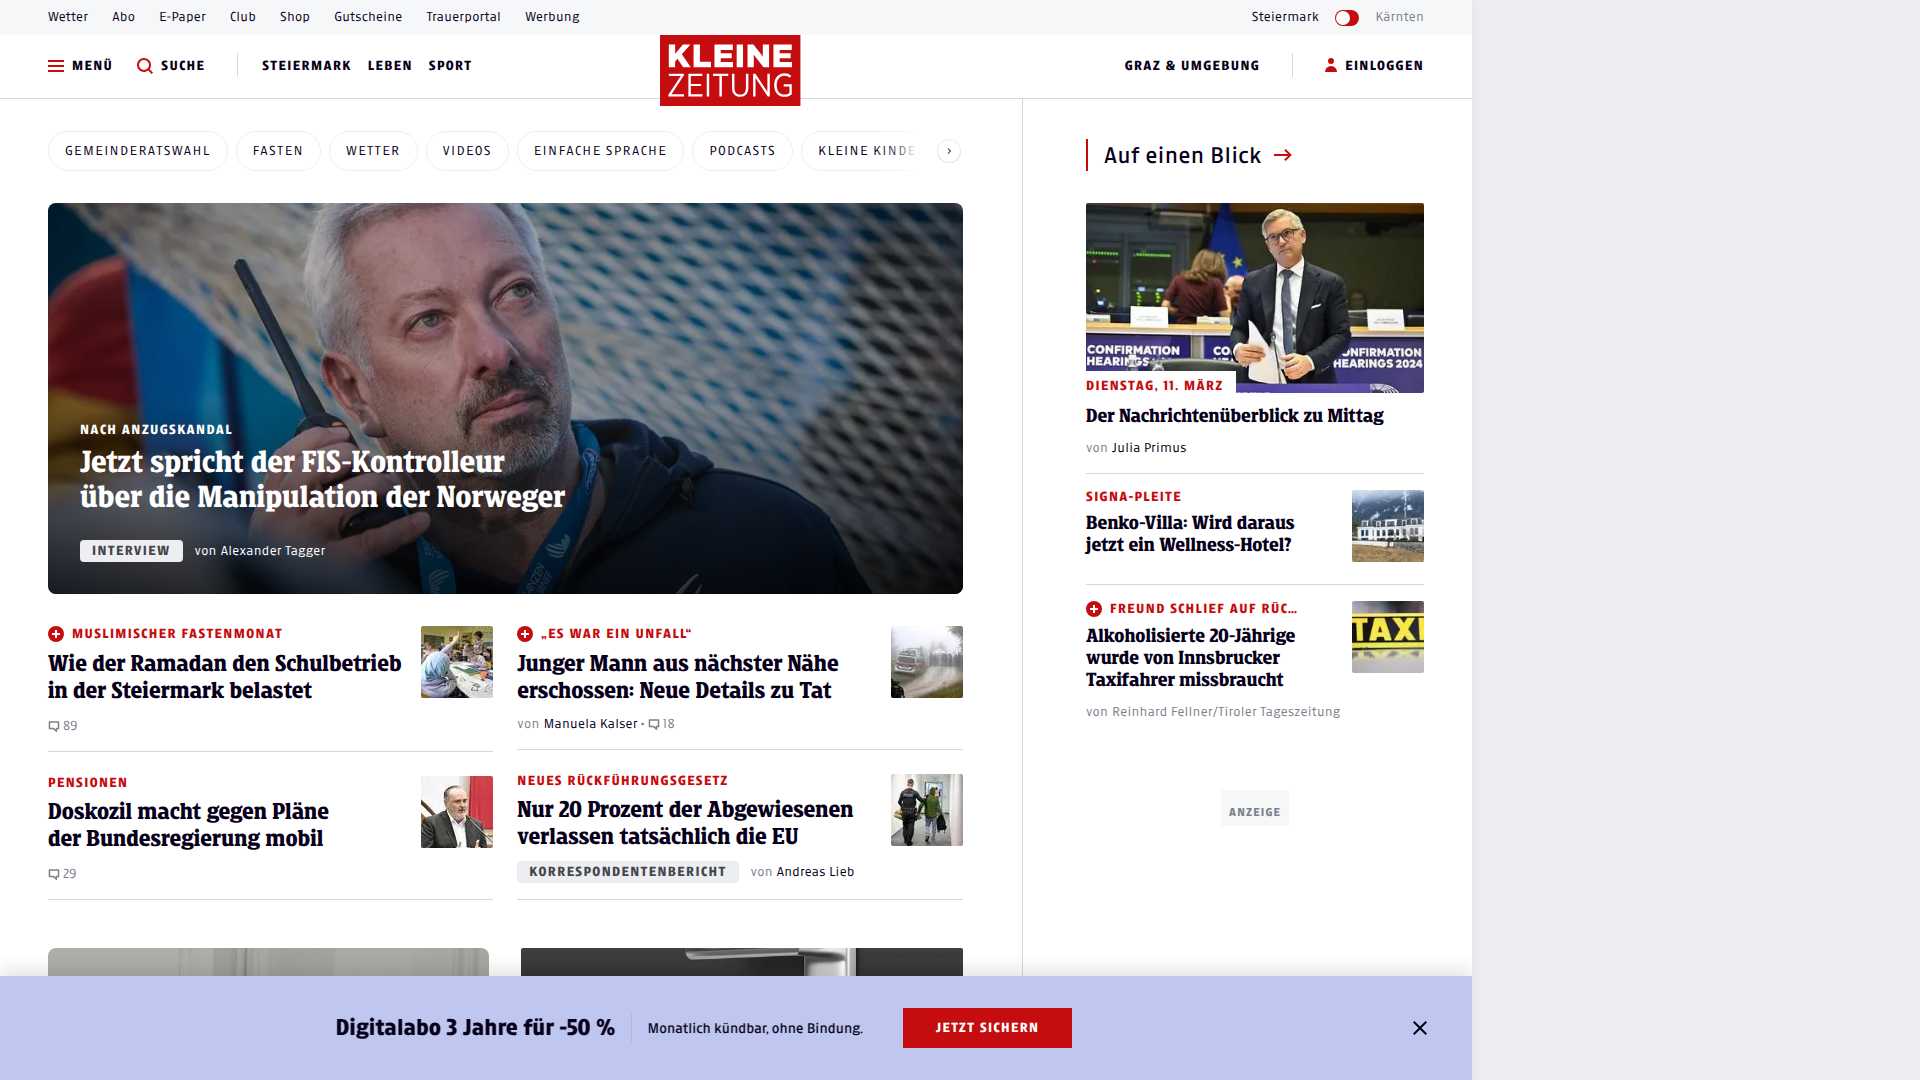 Wetter Abo E-Paper Club Shop Gutscheine Trauerportal Werbung
Steiermark Kärnten
MENÜ SUCHE STEIERMARK LEBEN SPORT
KLEINE
ZEITUNG
GRAZ & UMGEBUNG EINLOGGEN
GEMEINDERATSWAHL FASTEN WETTER VIDEOS EINFACHE SPRACHE PODCASTS KLEINE KINDE
NACH ANZUGSKANDAL
Jetzt spricht der FIS-Kontrolleur
über die Manipulation der Norweger
INTERVIEW von Alexander Tagger
MUSLIMISCHER FASTENMONAT
Wie der Ramadan den Schulbetrieb
in der Steiermark belastet
89
„ES WAR EIN UNFALL“
Junger Mann aus nächster Nähe
erschossen: Neue Details zu Tat
von Manuela Kalser • 18
PENSIONEN
Doskozil macht gegen Pläne
der Bundesregierung mobil
29
NEUES RÜCKFÜHRUNGSGESETZ
Nur 20 Prozent der Abgewiesenen
verlassen tatsächlich die EU
KORRESPONDENTENBERICHT von Andreas Lieb
Auf einen Blick
CONFIRMATION
HEARINGS
CONFIRMATION
HEARINGS 2024
DIENSTAG, 11. MÄRZ
Der Nachrichtenüberblick zu Mittag
von Julia Primus
SIGNA-PLEITE
Benko-Villa: Wird daraus
jetzt ein Wellness-Hotel?
FREUND SCHLIEF AUF RÜC...
Alkoholisierte 20-Jährige
wurde von Innsbrucker
Taxifahrer missbraucht
von Reinhard Fellner/Tiroler Tageszeitung
TAXI
ANZEIGE
Digitalabo 3 Jahre für -50 %
Monatlich kündbar, ohne Bindung.
JETZT SICHERN